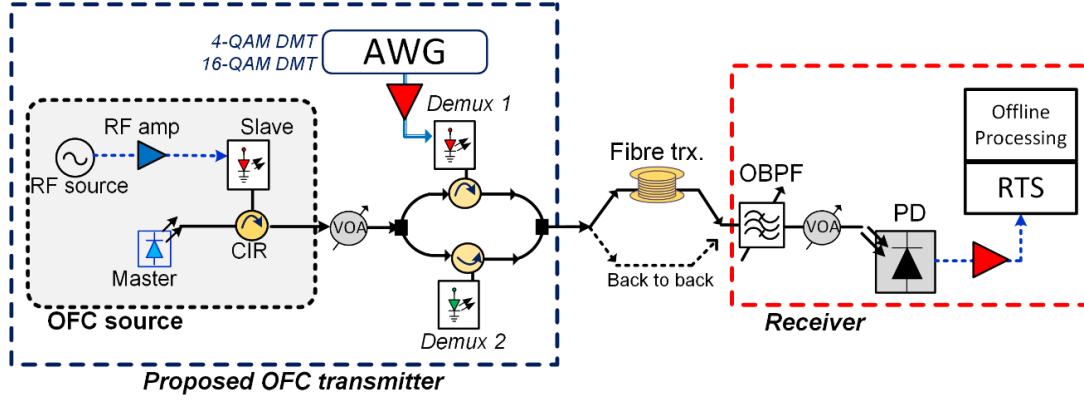 4-QAM DMT
16-QAM DMT
AWG
Demux 1
RF amp
Slave
RF source
CIR
Master
OFC source
VOA
Demux 2
Proposed OFC transmitter
Fibre trx.
Back to back
OBPF
VOA
PD
Offline
Processing
RTS
Receiver